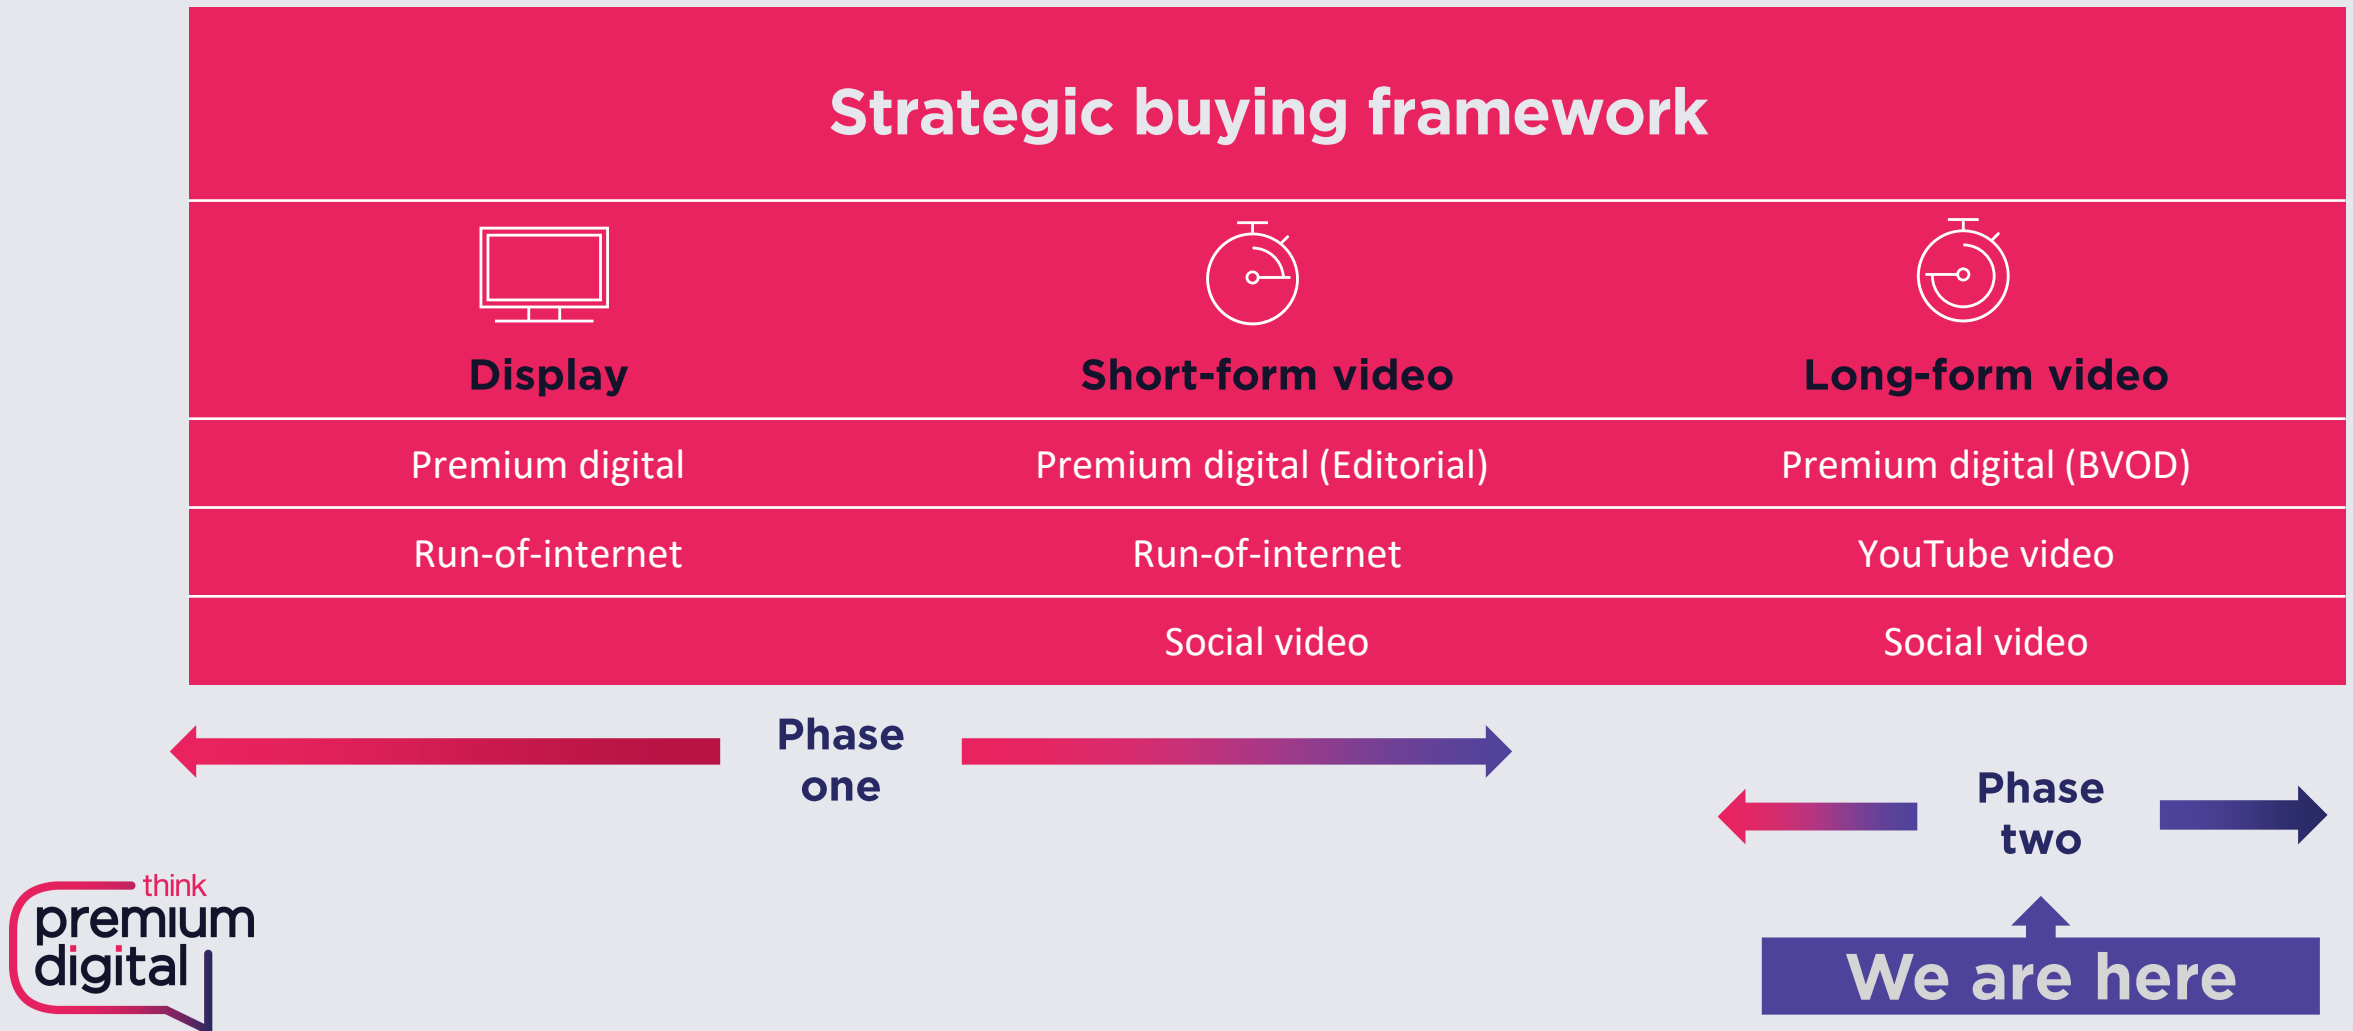 Strategic buying framework
Display
Short-form video
Long-form video
Premium digital
Premium digital (Editorial)
Premium digital (BVOD)
Run-of-internet
Run-of-internet
YouTube video
Social video
Social video
Phase
one
Phase
two
We are here
think
premium
digital